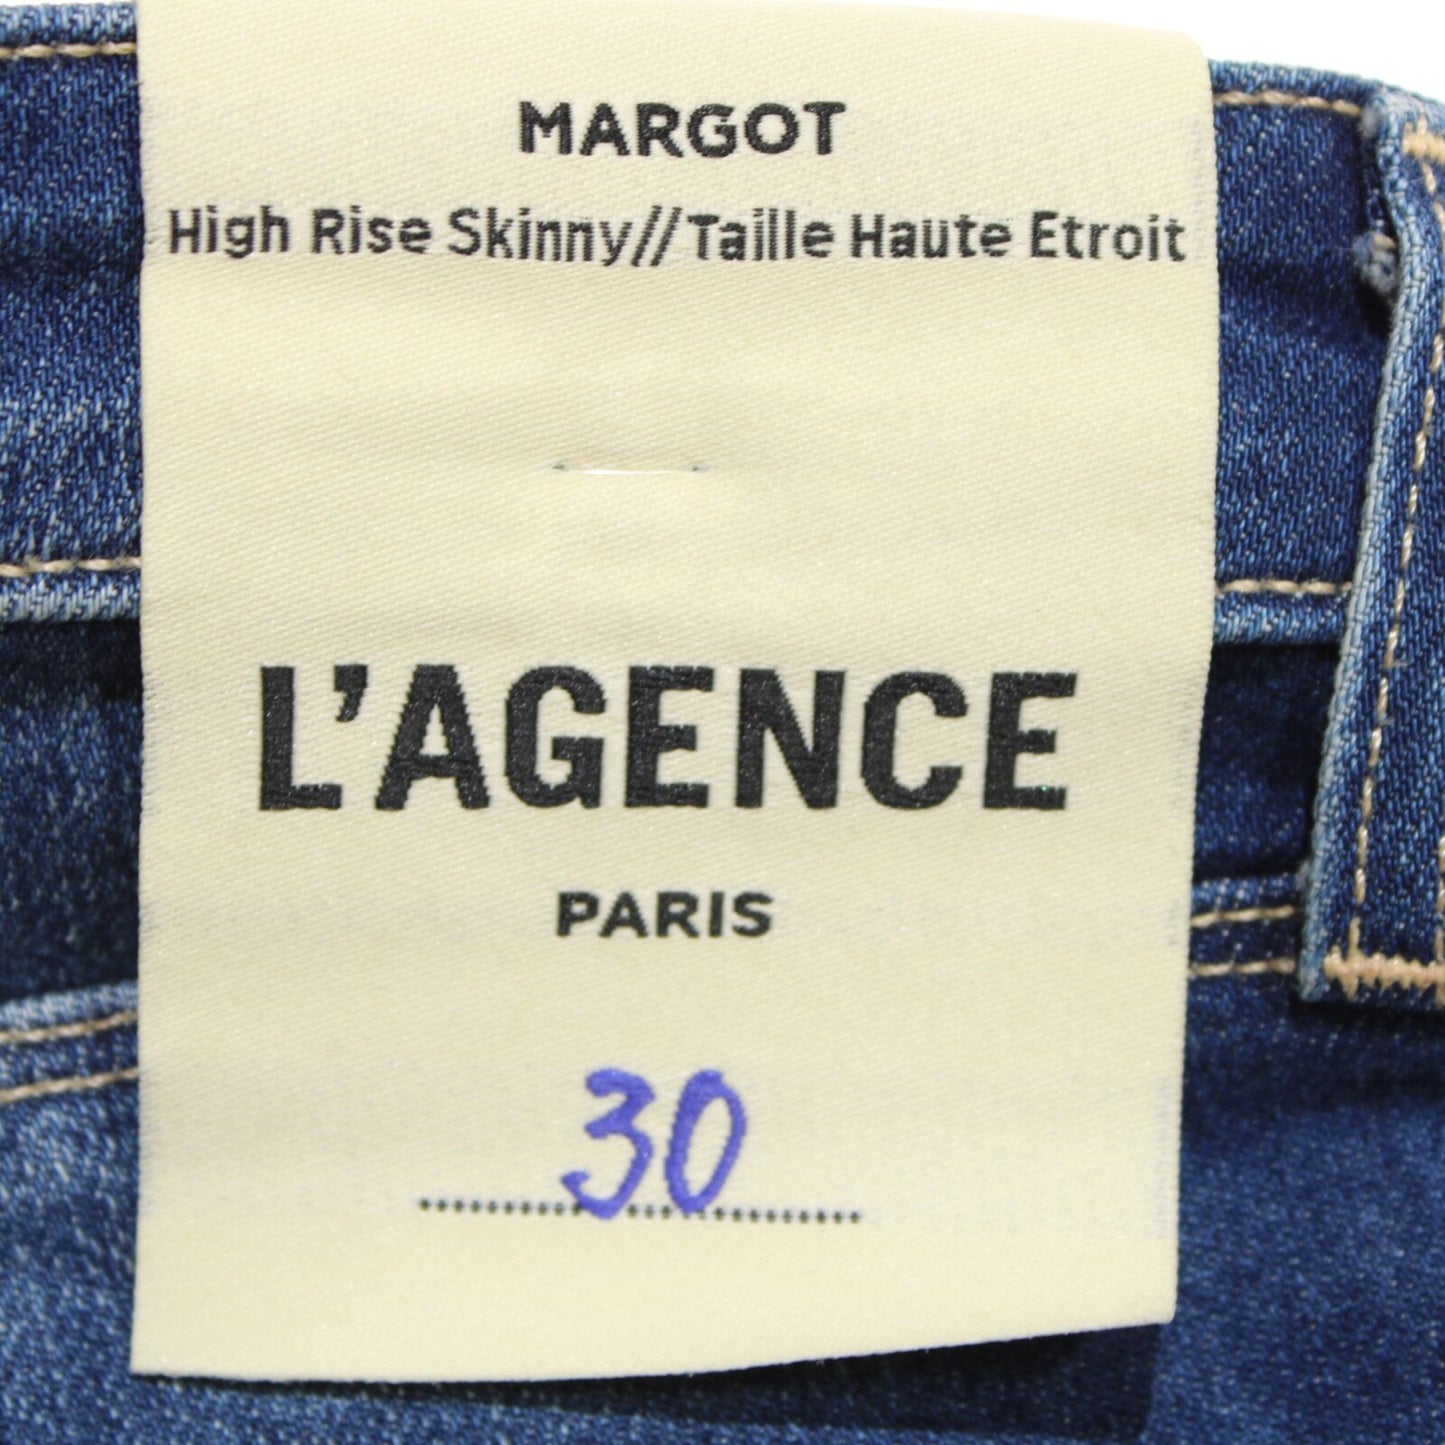 MARGOT
High Rise Skinny//Taille Haute Etroit
L'AGENCE
PARIS
30